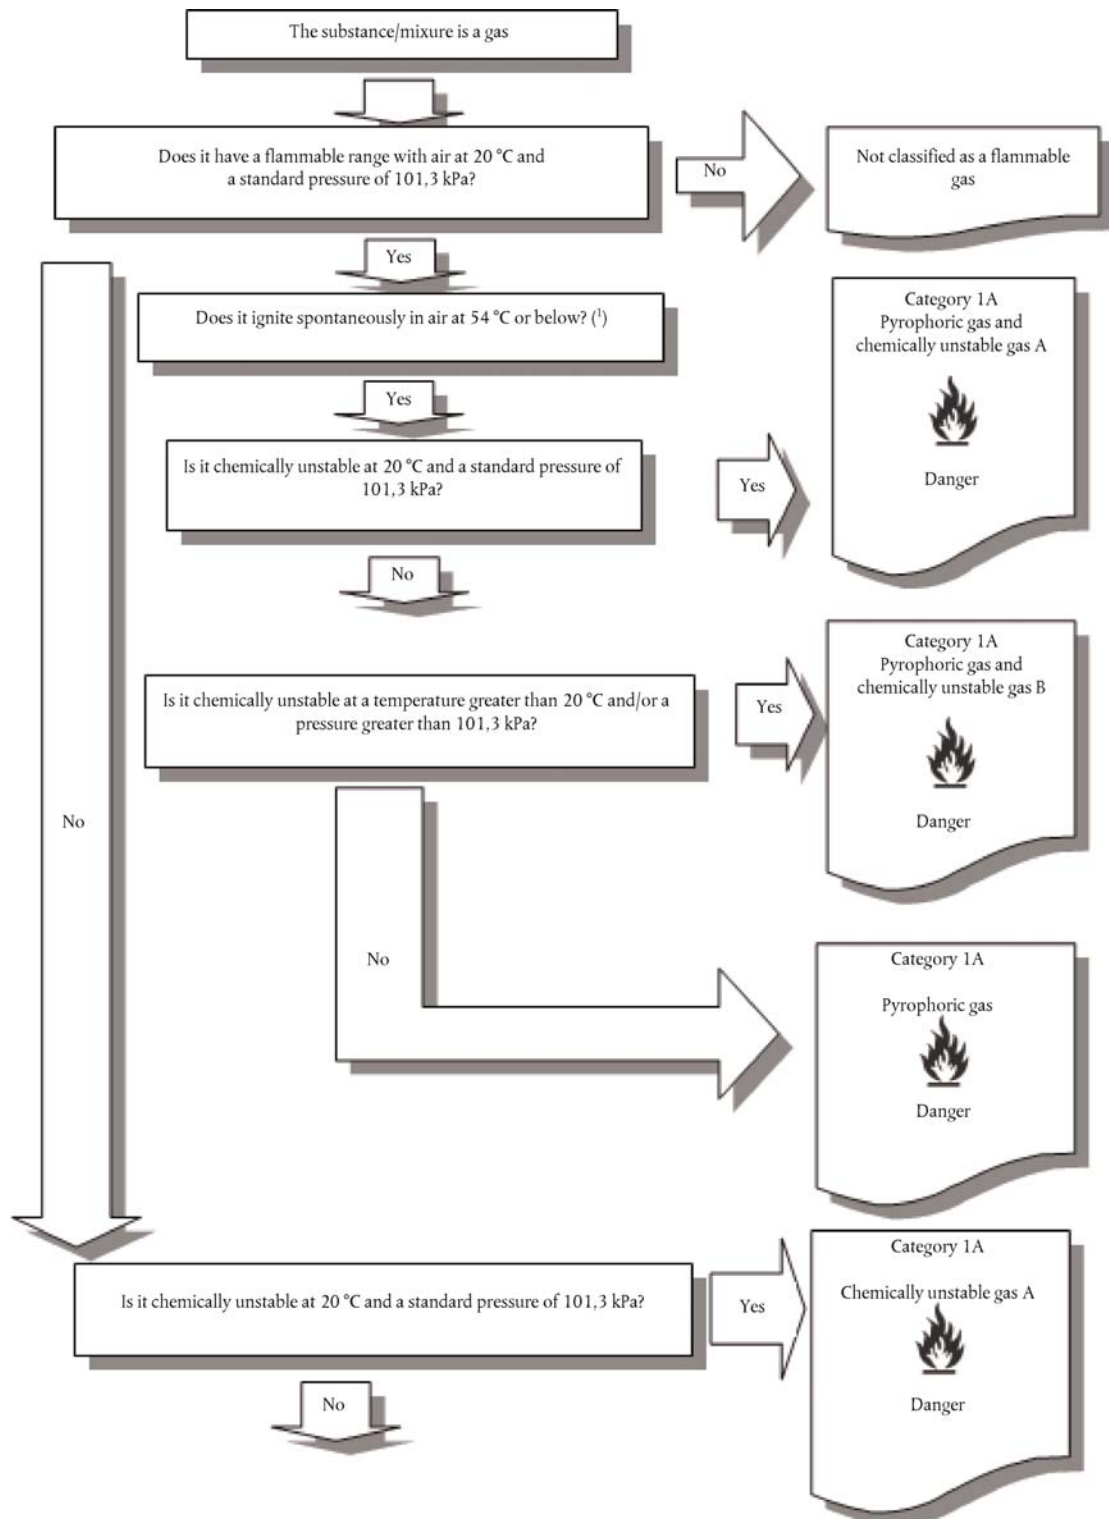 The substance/mixure is a gas
Does it have a flammable range with air at 20 °C and
a standard pressure of 101,3 kPa?
No
Not classified as a flammable
gas
Yes
Does it ignite spontaneously in air at 54 °C or below? (¹)
Category 1A
Pyrophoric gas and
chemically unstable gas A
Danger
Yes
Is it chemically unstable at 20 °C and a standard pressure of
101,3 kPa?
Yes
No
Is it chemically unstable at a temperature greater than 20 °C and/or a
pressure greater than 101,3 kPa?
Yes
Category 1A
Pyrophoric gas and
chemically unstable gas B
Danger
No
No
Category 1A
Pyrophoric gas
Danger
Is it chemically unstable at 20 °C and a standard pressure of 101,3 kPa?
Yes
Category 1A
Chemically unstable gas A
Danger
No